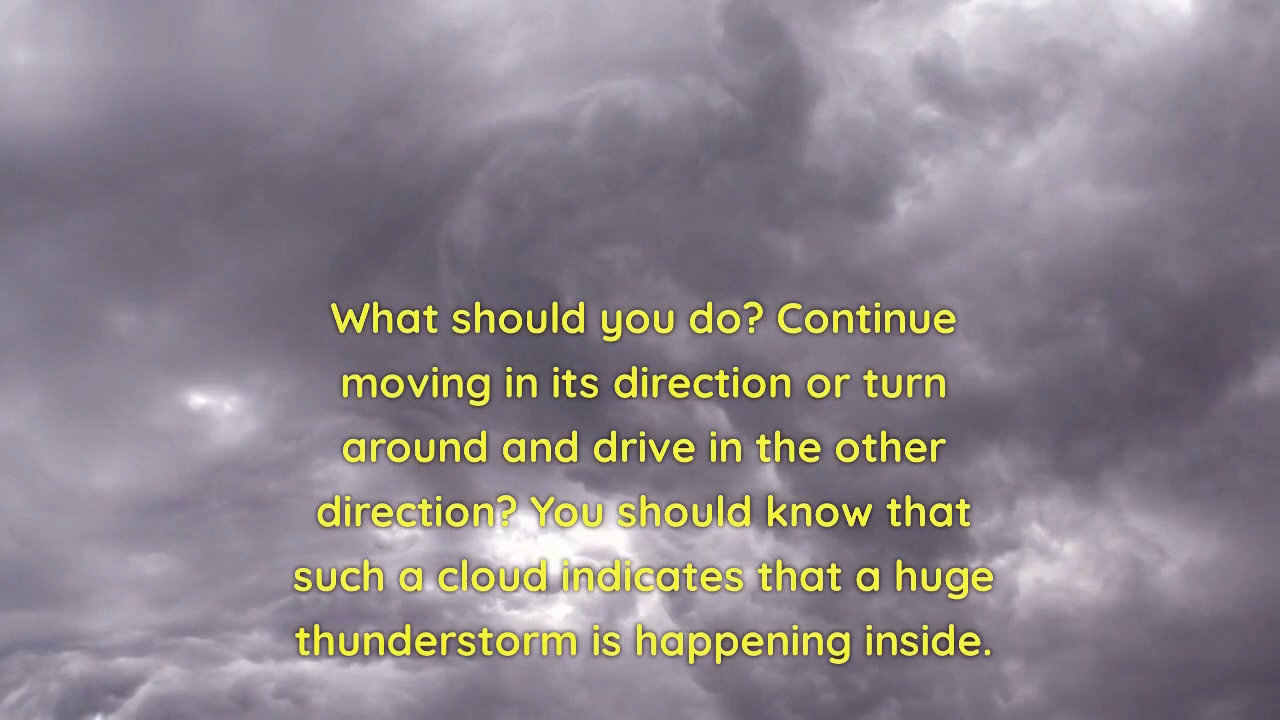 What should you do? Continue
moving in its direction or turn
around and drive in the other
direction? You should know that
such a cloud indicates that a huge
thunderstorm is happening inside.